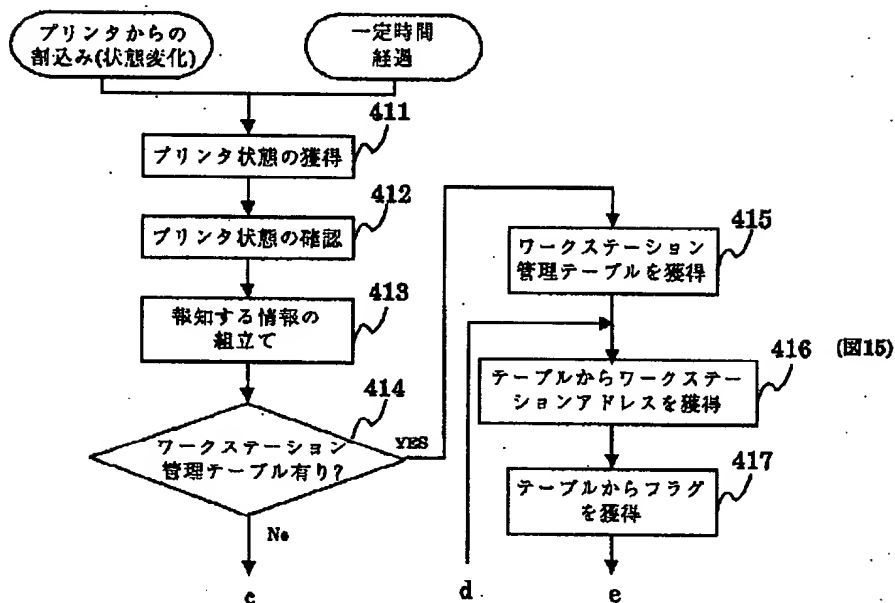 プリンタからの
割込み(状態変化)
一定時間
経過
411
プリンタ状態の獲得
412
プリンタ状態の確認
413
報知する情報の
組立て
414
ワークステーション
管理テーブル有り?
YES
No
c
415
ワークステーション
管理テーブルを獲得
416 (図15)
テーブルからワークステー
ションアドレスを獲得
417
テーブルからフラグ
を獲得
d
e